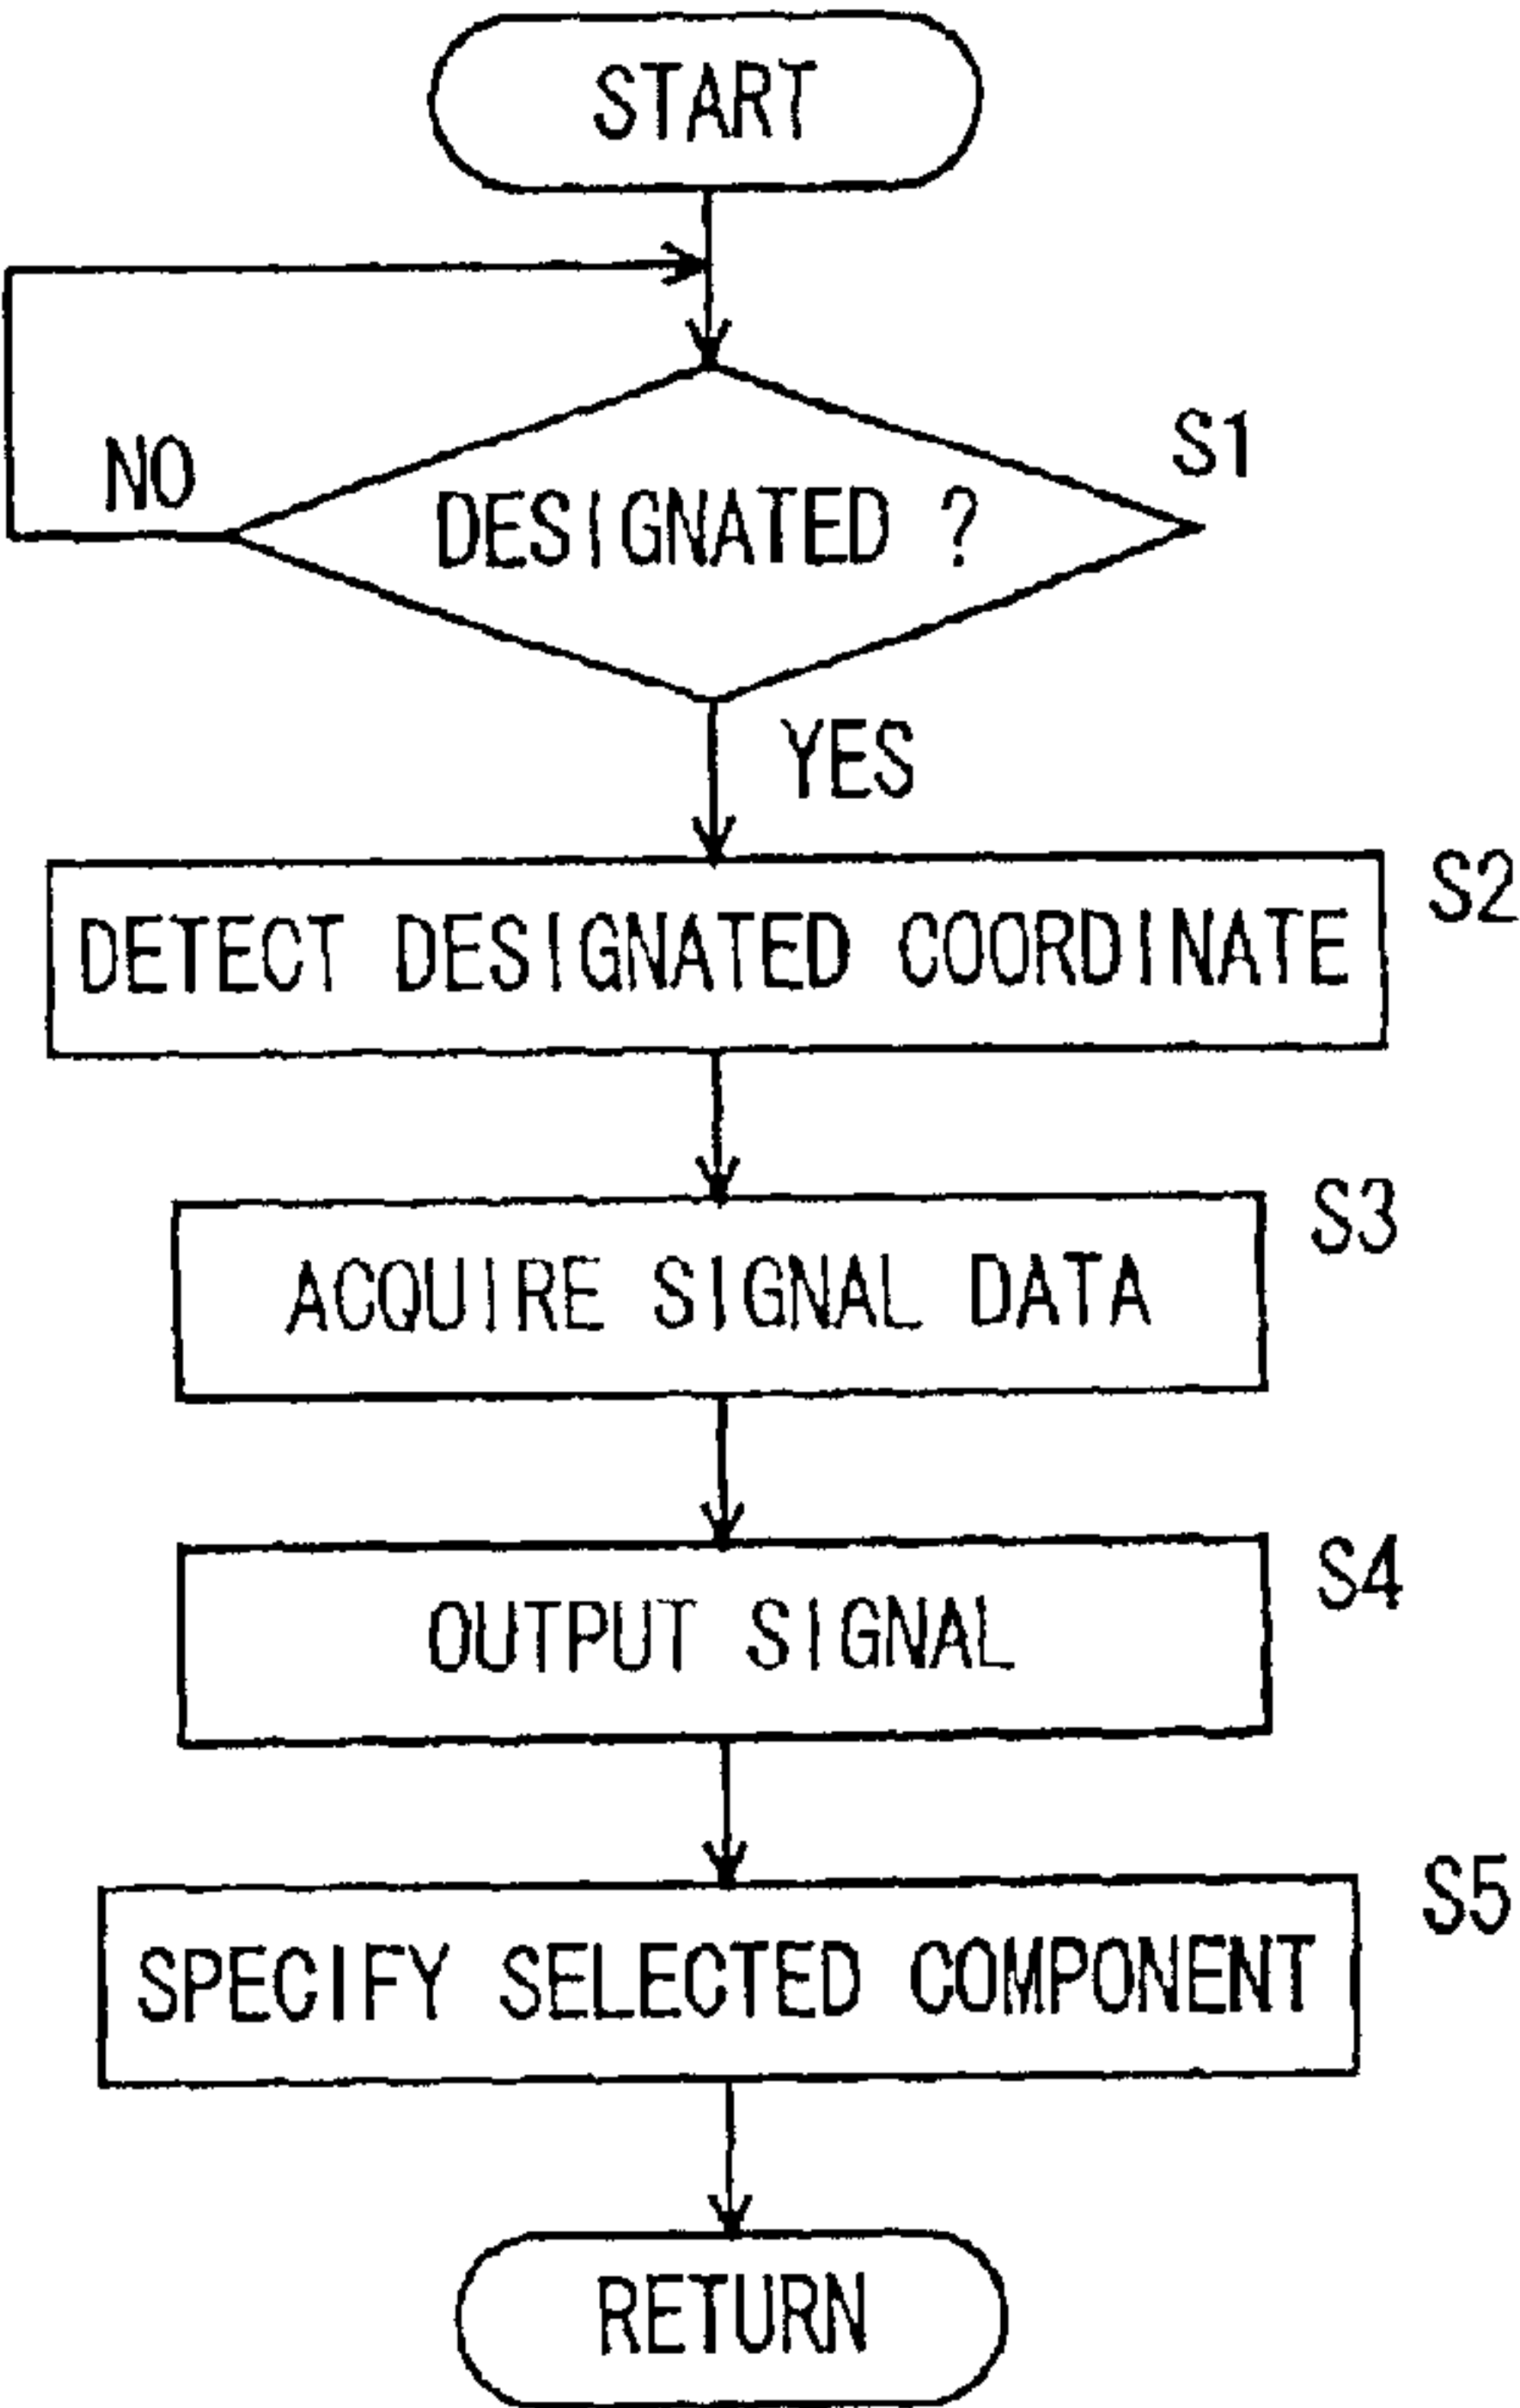 START
NO
S1
DESIGNATED ?
YES
S2
DETECT DESIGNATED COORDINATE
S3
ACQUIRE SIGNAL DATA
S4
OUTPUT SIGNAL
S5
SPECIFY SELECTED COMPONENT
RETURN